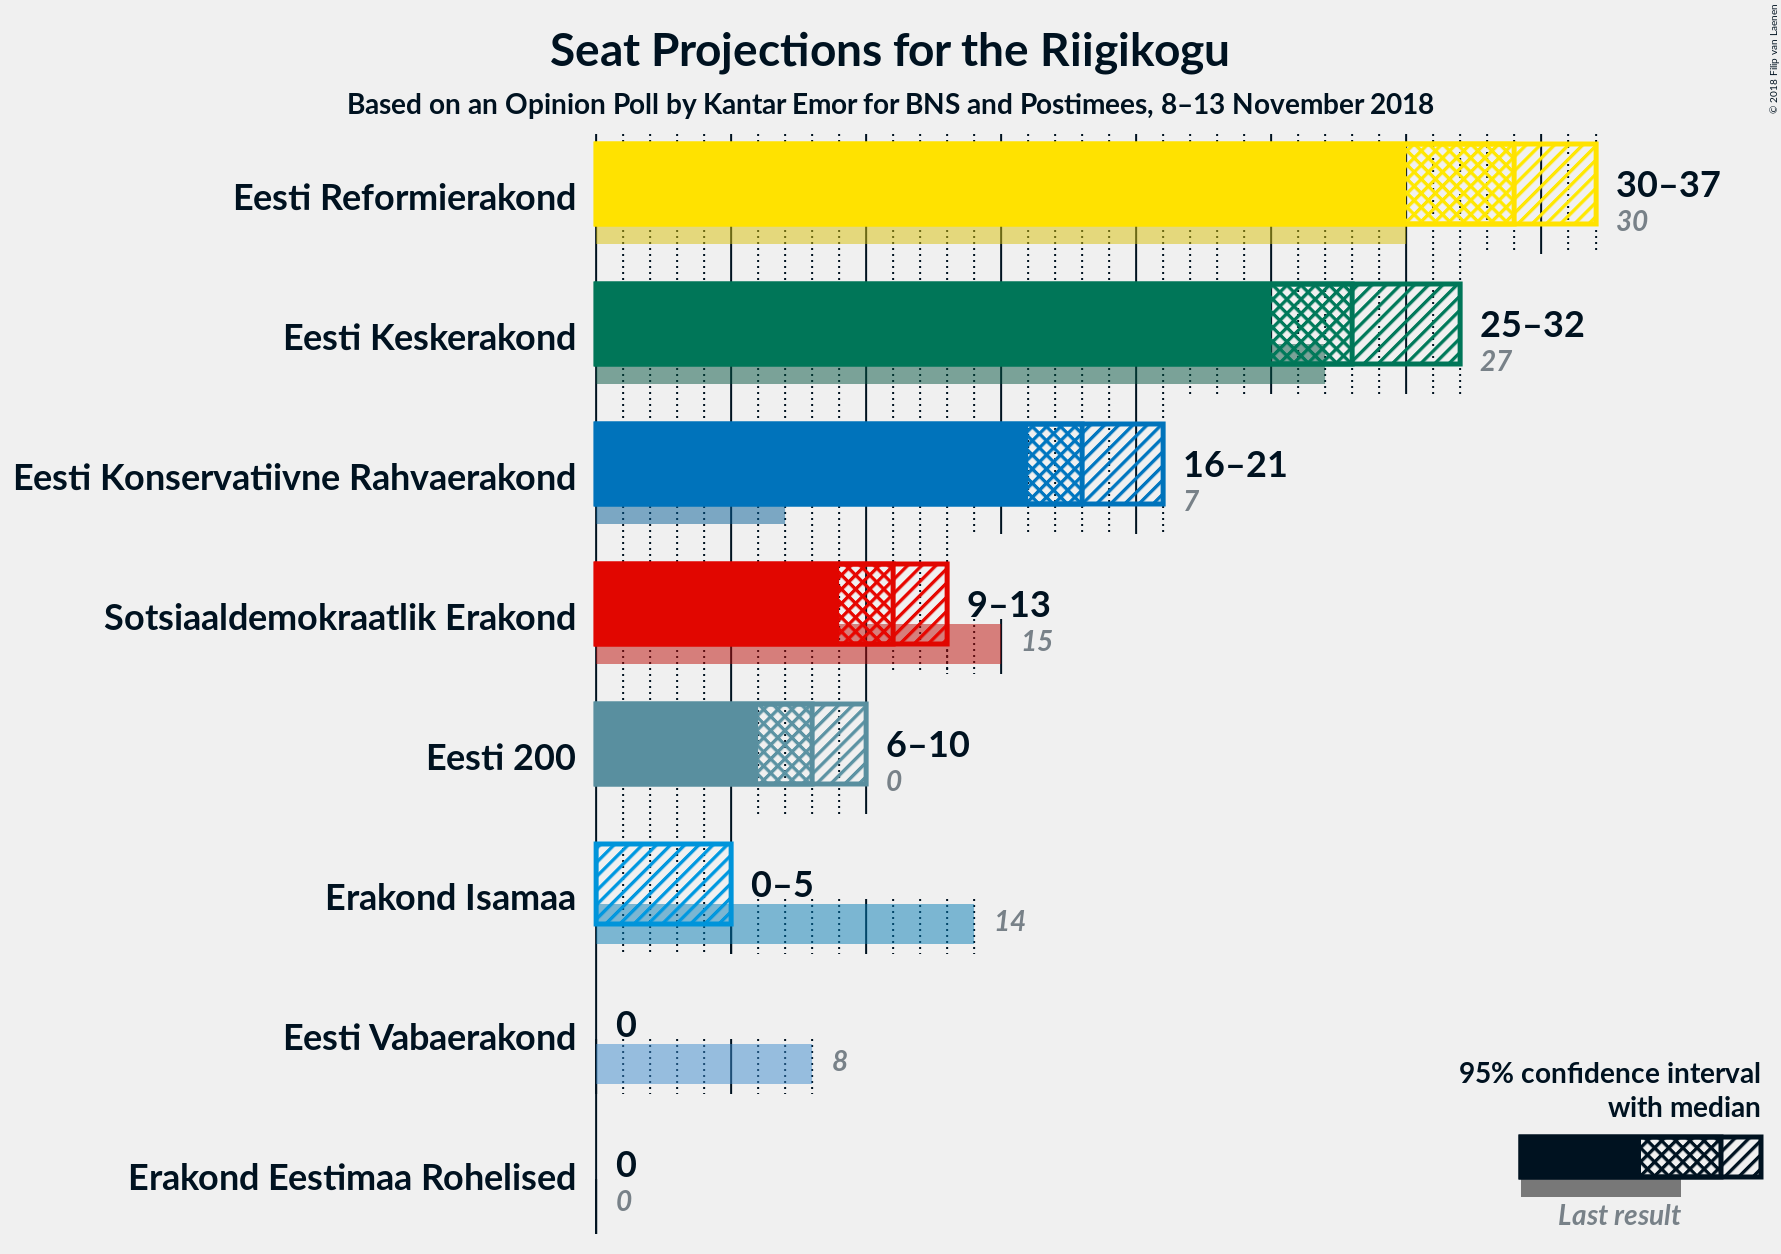 Seat Projections for the Riigikogu
Based on an Opinion Poll by Kantar Emor for BNS and Postimees, 8–13 November 2018
© 2018 Filip van Laenen
Eesti Reformierakond
30–37
30
Eesti Keskerakond
25–32
27
Eesti Konservatiivne Rahvaerakond
16–21
7
Sotsiaaldemokraatlik Erakond
9–13
15
Eesti 200
6–10
0
Erakond Isamaa
0–5
14
Eesti Vabaerakond
0
8
Erakond Eestimaa Rohelised
0
0
95% confidence interval
with median
Last result